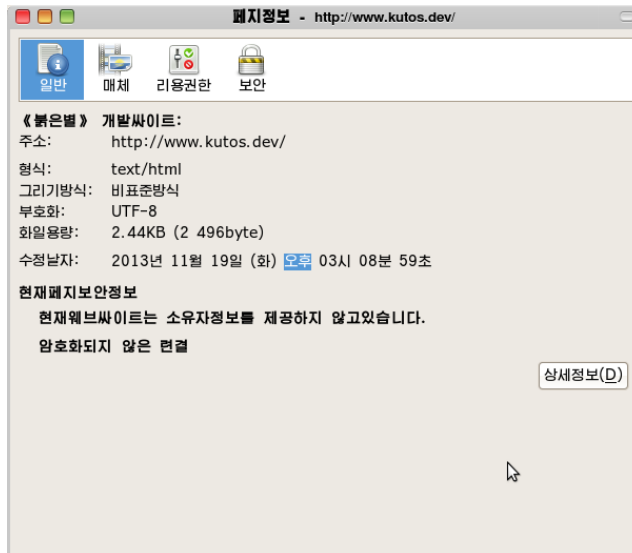 페지정보 - http://www.kutos.dev/
일반 매체 리용권한 보안
《붉은별》 개발싸이트:
주소: http://www.kutos.dev/
형식: text/html
그리기방식: 비표준방식
부호화: UTF-8
화일용량: 2.44KB (2 496byte)
수정날자: 2013년 11월 19일 (화) 오후 03시 08분 59초
현재페지보안정보
현재웨브싸이트는 소유자정보를 제공하지 않고있습니다.
암호화되지 않은 련결
상세정보(D)